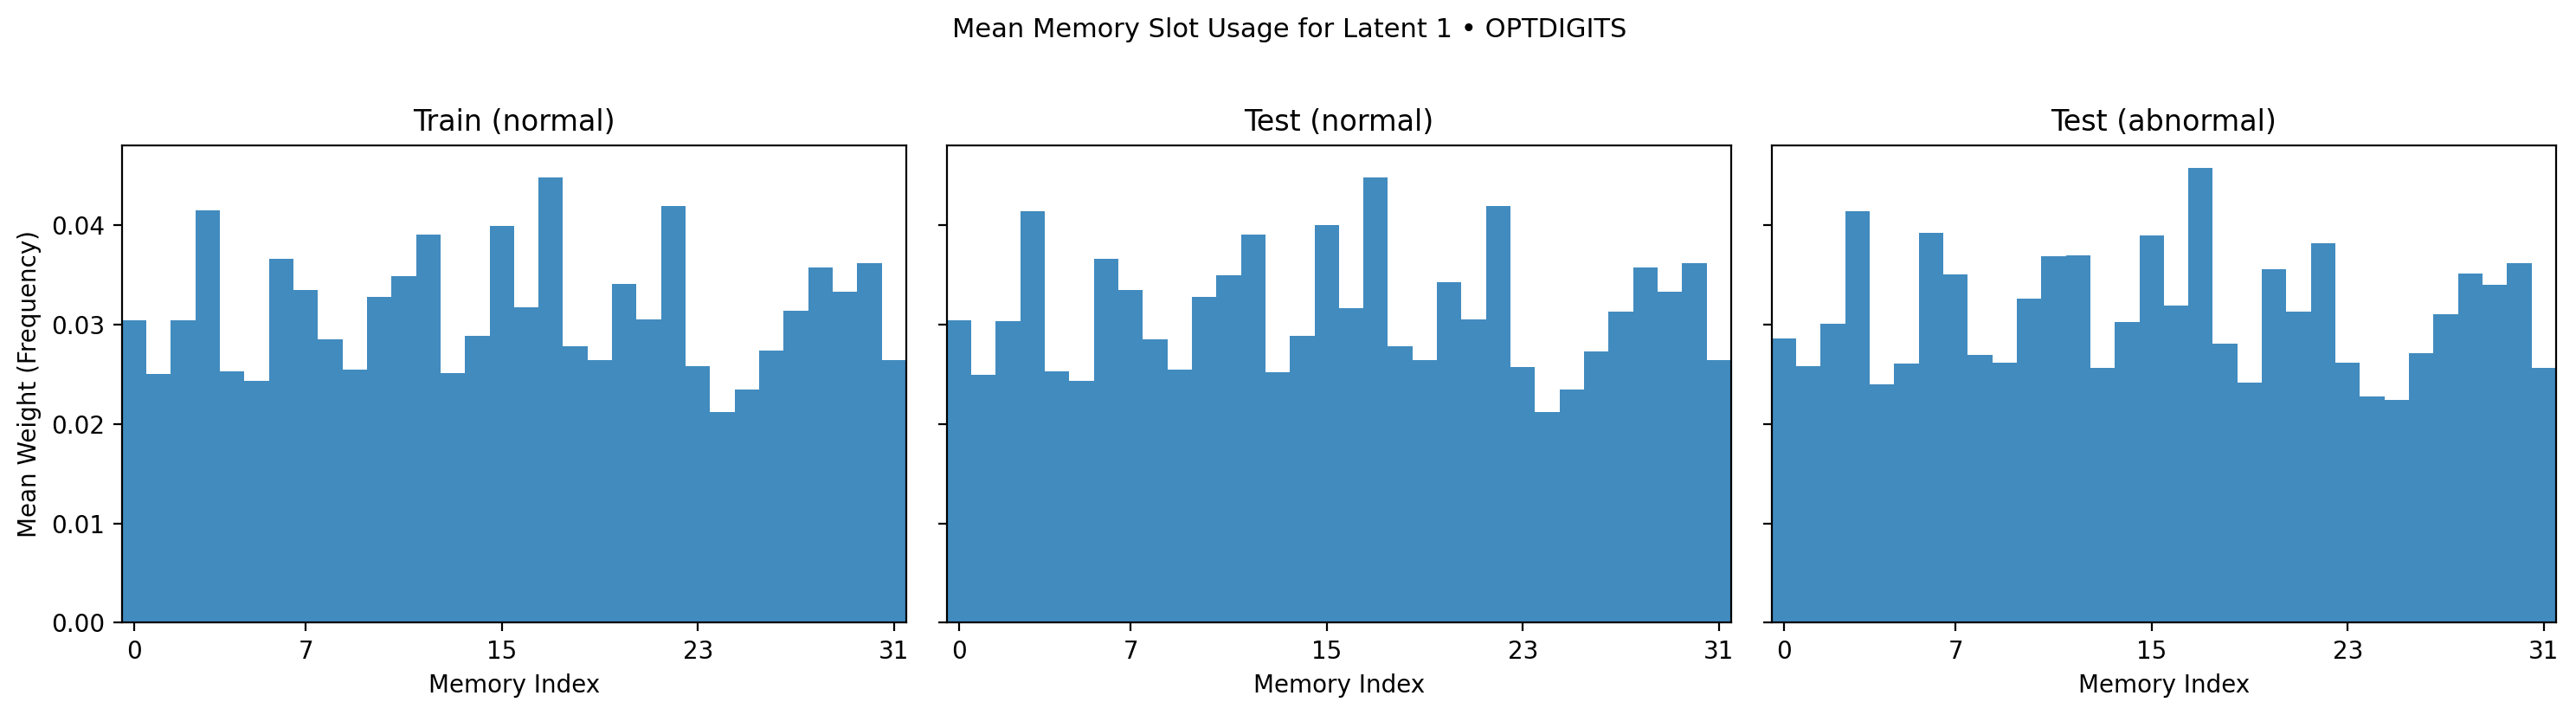 Mean Memory Slot Usage for Latent 1 • OPTDIGITS
Train (normal)
Test (normal)
Test (abnormal)
Mean Weight (Frequency)
0.04
0.03
0.02
0.01
0.00
0 7 15 23 31
0 7 15 23 31
0 7 15 23 31
Memory Index
Memory Index
Memory Index